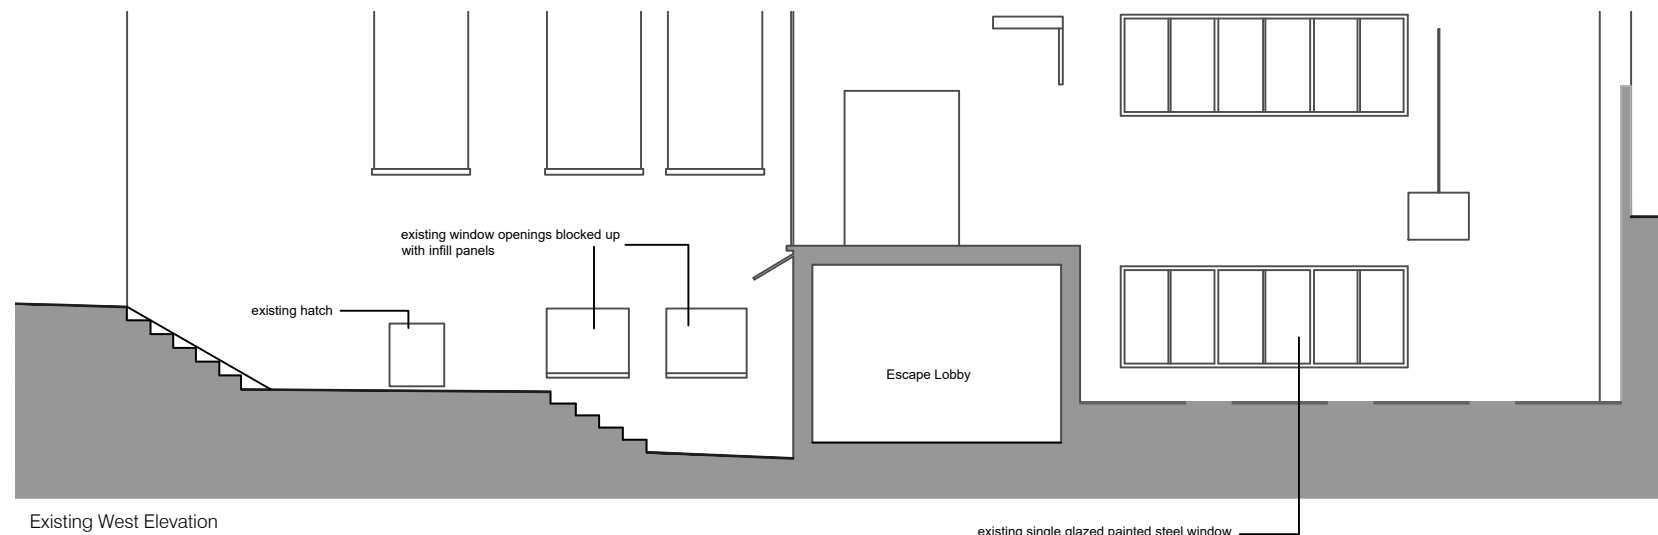 existing window openings blocked up
with infill panels
existing hatch
Escape Lobby
Existing West Elevation
existing single glazed painted steel window